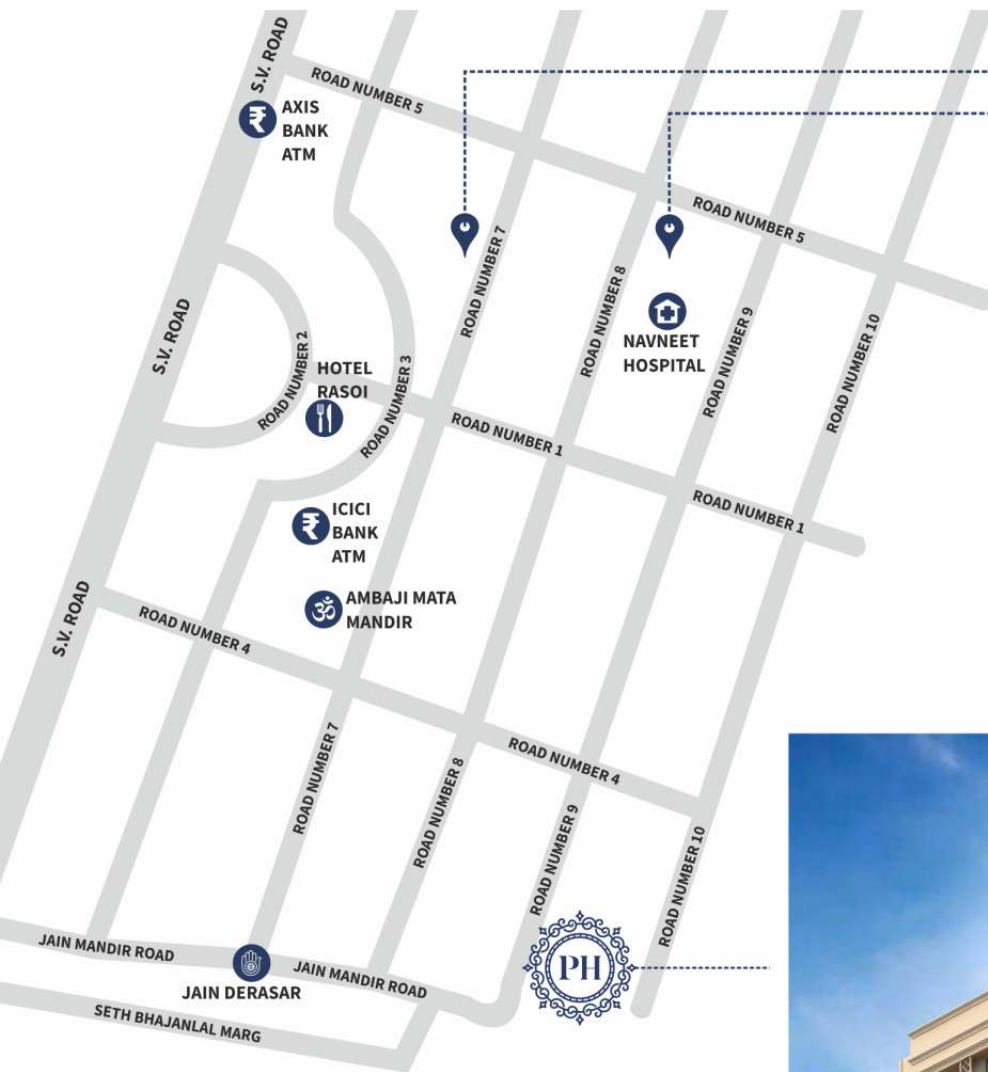 S.V. ROAD
ROAD NUMBER 5
₹
AXIS
BANK
ATM
ROAD NUMBER 5
ROAD NUMBER 7
ROAD NUMBER 8
NAVNEET
HOSPITAL
ROAD NUMBER 9
ROAD NUMBER 10
S.V. ROAD
ROAD NUMBER 2
HOTEL
RASOI
ROAD NUMBER 3
ROAD NUMBER 1
ROAD NUMBER 1
₹
ICICI
BANK
ATM
ॐ
AMBAJI MATA
MANDIR
S.V. ROAD
ROAD NUMBER 4
ROAD NUMBER 7
ROAD NUMBER 8
ROAD NUMBER 4
ROAD NUMBER 9
ROAD NUMBER 10
JAIN MANDIR ROAD
JAIN DERASAR
JAIN MANDIR ROAD
PH
SETH BHAJANLAL MARG